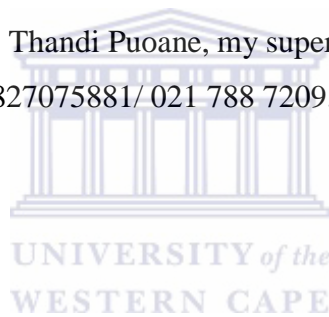 Thandi Puoane, my super
827075881/ 021 788 7209
UNIVERSITY of the
WESTERN CAPE